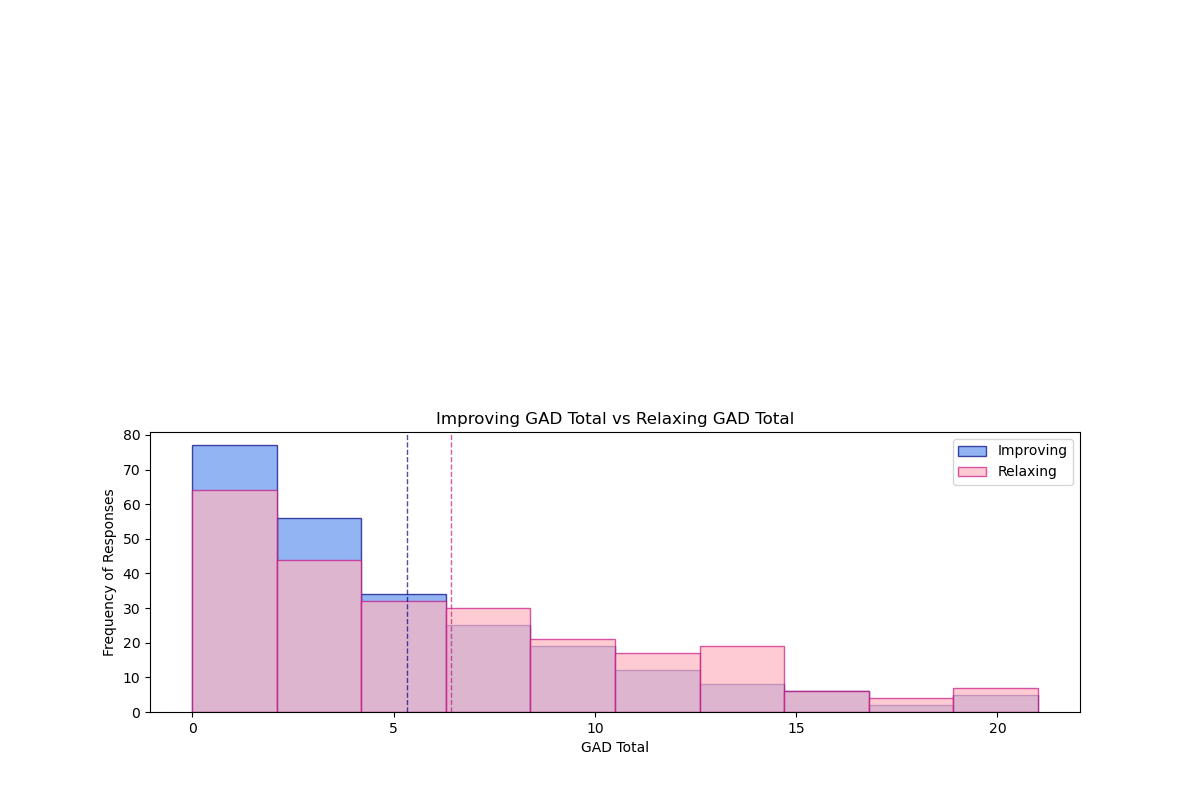 Improving GAD Total vs Relaxing GAD Total
Improving
Relaxing
Frequency of Responses
80
70
60
50
40
30
20
10
0
0 5 10 15 20
GAD Total